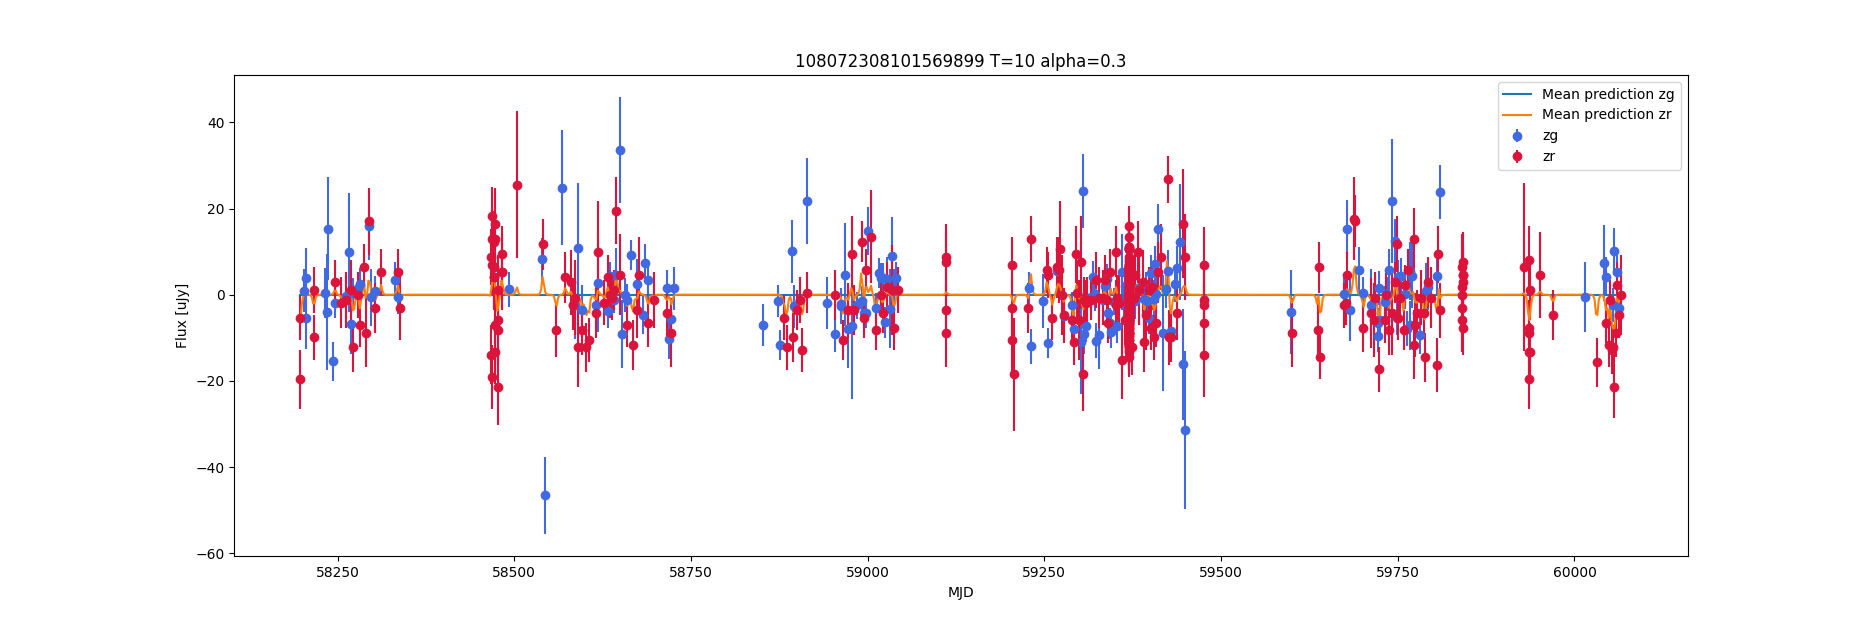 108072308101569899 T=10 alpha=0.3
Mean prediction zg
Mean prediction zr
zg
zr
40
20
0
−20
−40
−60
Flux [uJy]
58250 58500 58750 59000 59250 59500 59750 60000
MJD